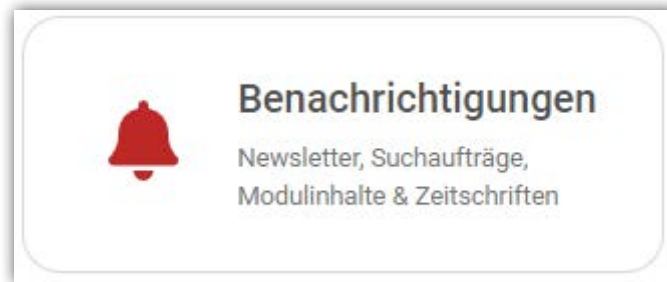 Benachrichtigungen
Newsletter, Suchaufträge,
Modulinhalte & Zeitschriften